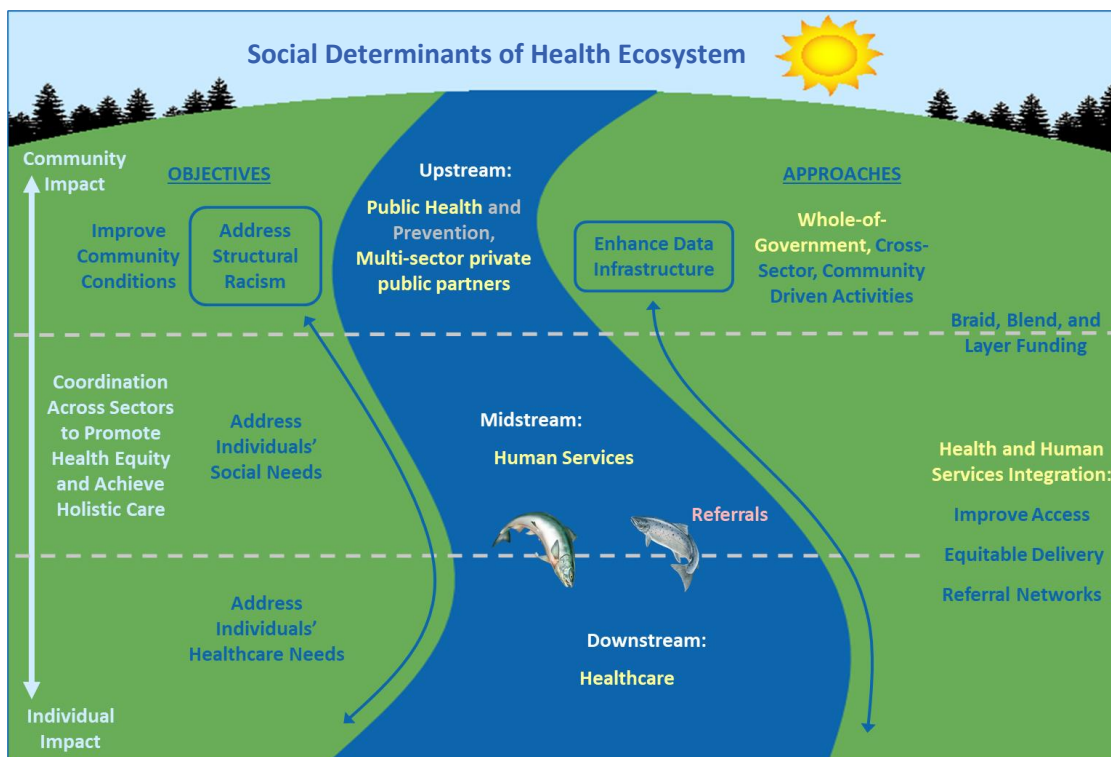 Social Determinants of Health Ecosystem
Community
Impact
OBJECTIVES
Improve
Community
Conditions
Address
Structural
Racism
Upstream:
Public Health and
Prevention,
Multi-sector private
public partners
APPROACHES
Enhance Data
Infrastructure
Whole-of-
Government, Cross-
Sector, Community
Driven Activities
Braid, Blend, and
Layer Funding
Coordination
Across Sectors
to Promote
Health Equity
and Achieve
Holistic Care
Address
Individuals'
Social Needs
Midstream:
Human Services
Referrals
Health and Human
Services Integration:
Improve Access
Equitable Delivery
Referral Networks
Address
Individuals'
Healthcare Needs
Downstream:
Healthcare
Individual
Impact